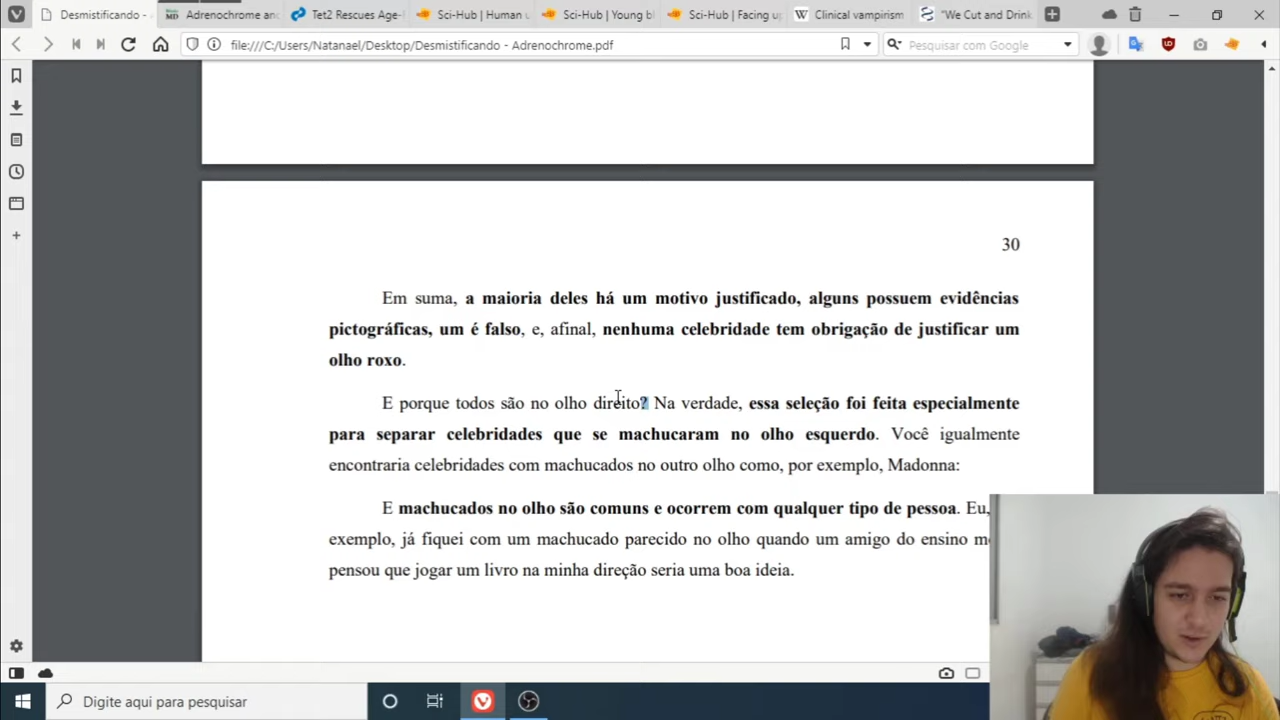 Desmistificando -
Adrenochrome and
Tet2 Rescues Age-
Sci-Hub | Human
Sci-Hub | Young b
Sci-Hub | Facing u
Clinical vampirism
"We Cut and Drink
file:///C:/Users/Natanael/Desktop/Desmistificando - Adrenochrome.pdf
Pesquisar com Google
30
Em suma, a maioria deles há um motivo justificado, alguns possuem evidências
pictográficas, um é falso, e, afinal, nenhuma celebridade tem obrigação de justificar um
olho roxo.
E porque todos são no olho direito? Na verdade, essa seleção foi feita especialmente
para separar celebridades que se machucaram no olho esquerdo. Você igualmente
encontraria celebridades com machucados no outro olho como, por exemplo, Madonna:
E machucados no olho são comuns e ocorrem com qualquer tipo de pessoa. Eu,
exemplo, já fiquei com um machucado parecido no olho quando um amigo do ensino m
pensou que jogar um livro na minha direção seria uma boa ideia.
Digite aqui para pesquisar